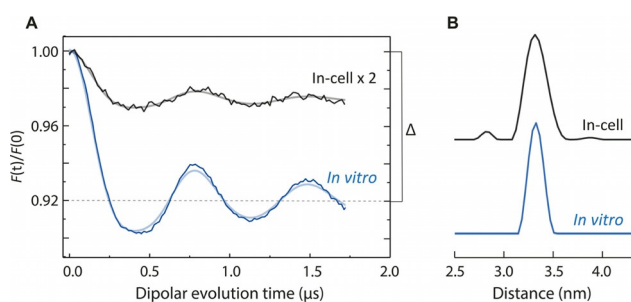 A
B
1.00
0.96
0.92
F(t)/F(0)
In-cell x 2
In vitro
Δ
0.0
0.5
1.0
1.5
2.0
Dipolar evolution time (μs)
In-cell
In vitro
2.5
3.0
3.5
4.0
Distance (nm)